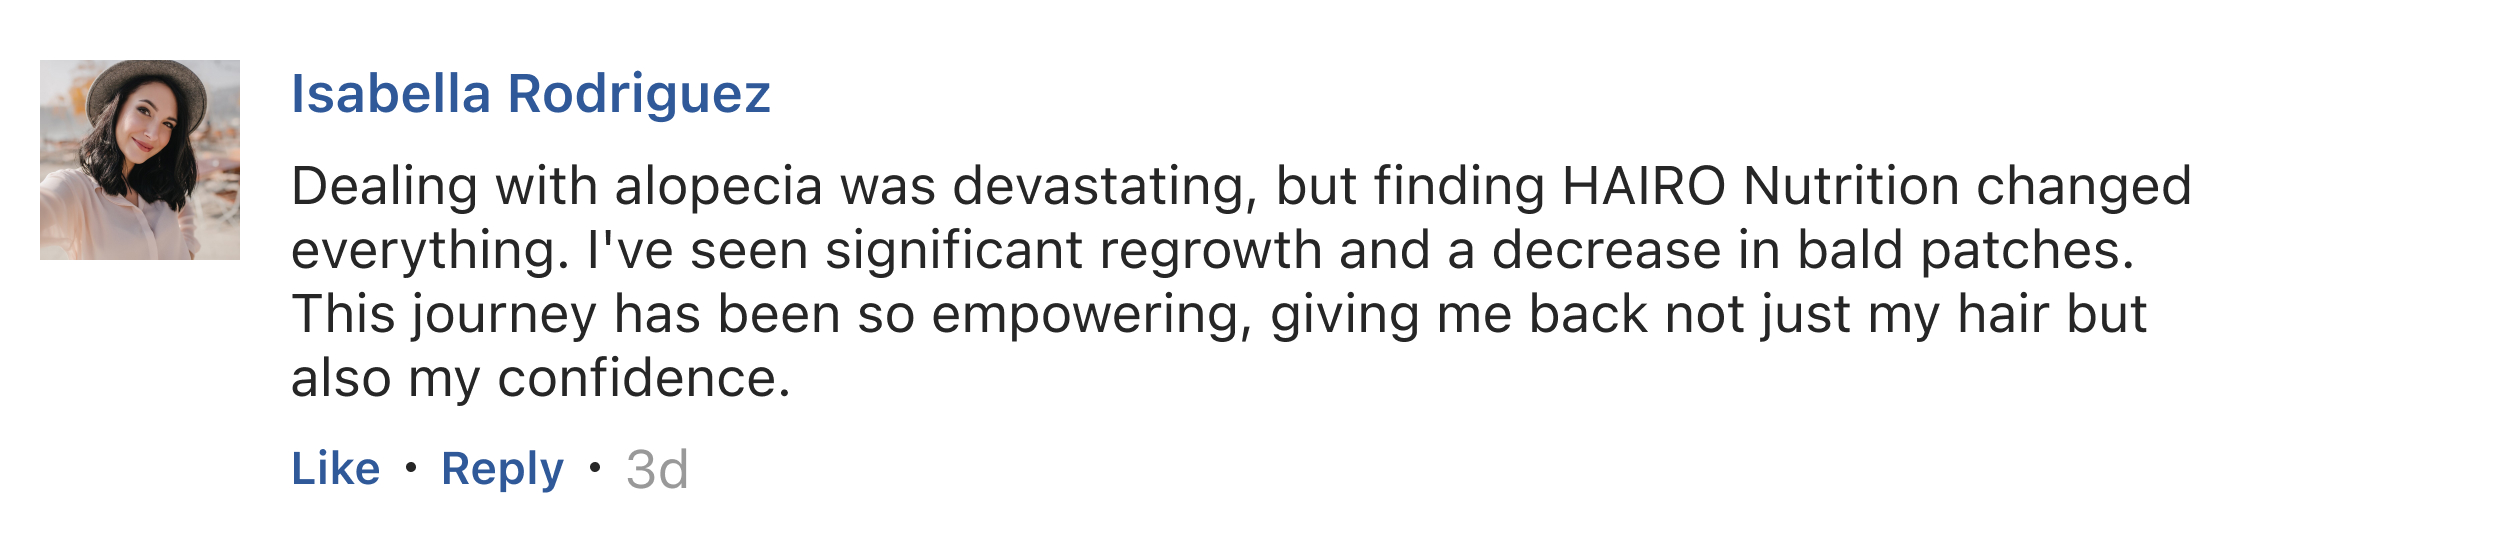 Isabella Rodriguez
Dealing with alopecia was devastating, but finding HAIRO Nutrition changed
everything. I've seen significant regrowth and a decrease in bald patches.
This journey has been so empowering, giving me back not just my hair but
also my confidence.
Like • Reply • 3d